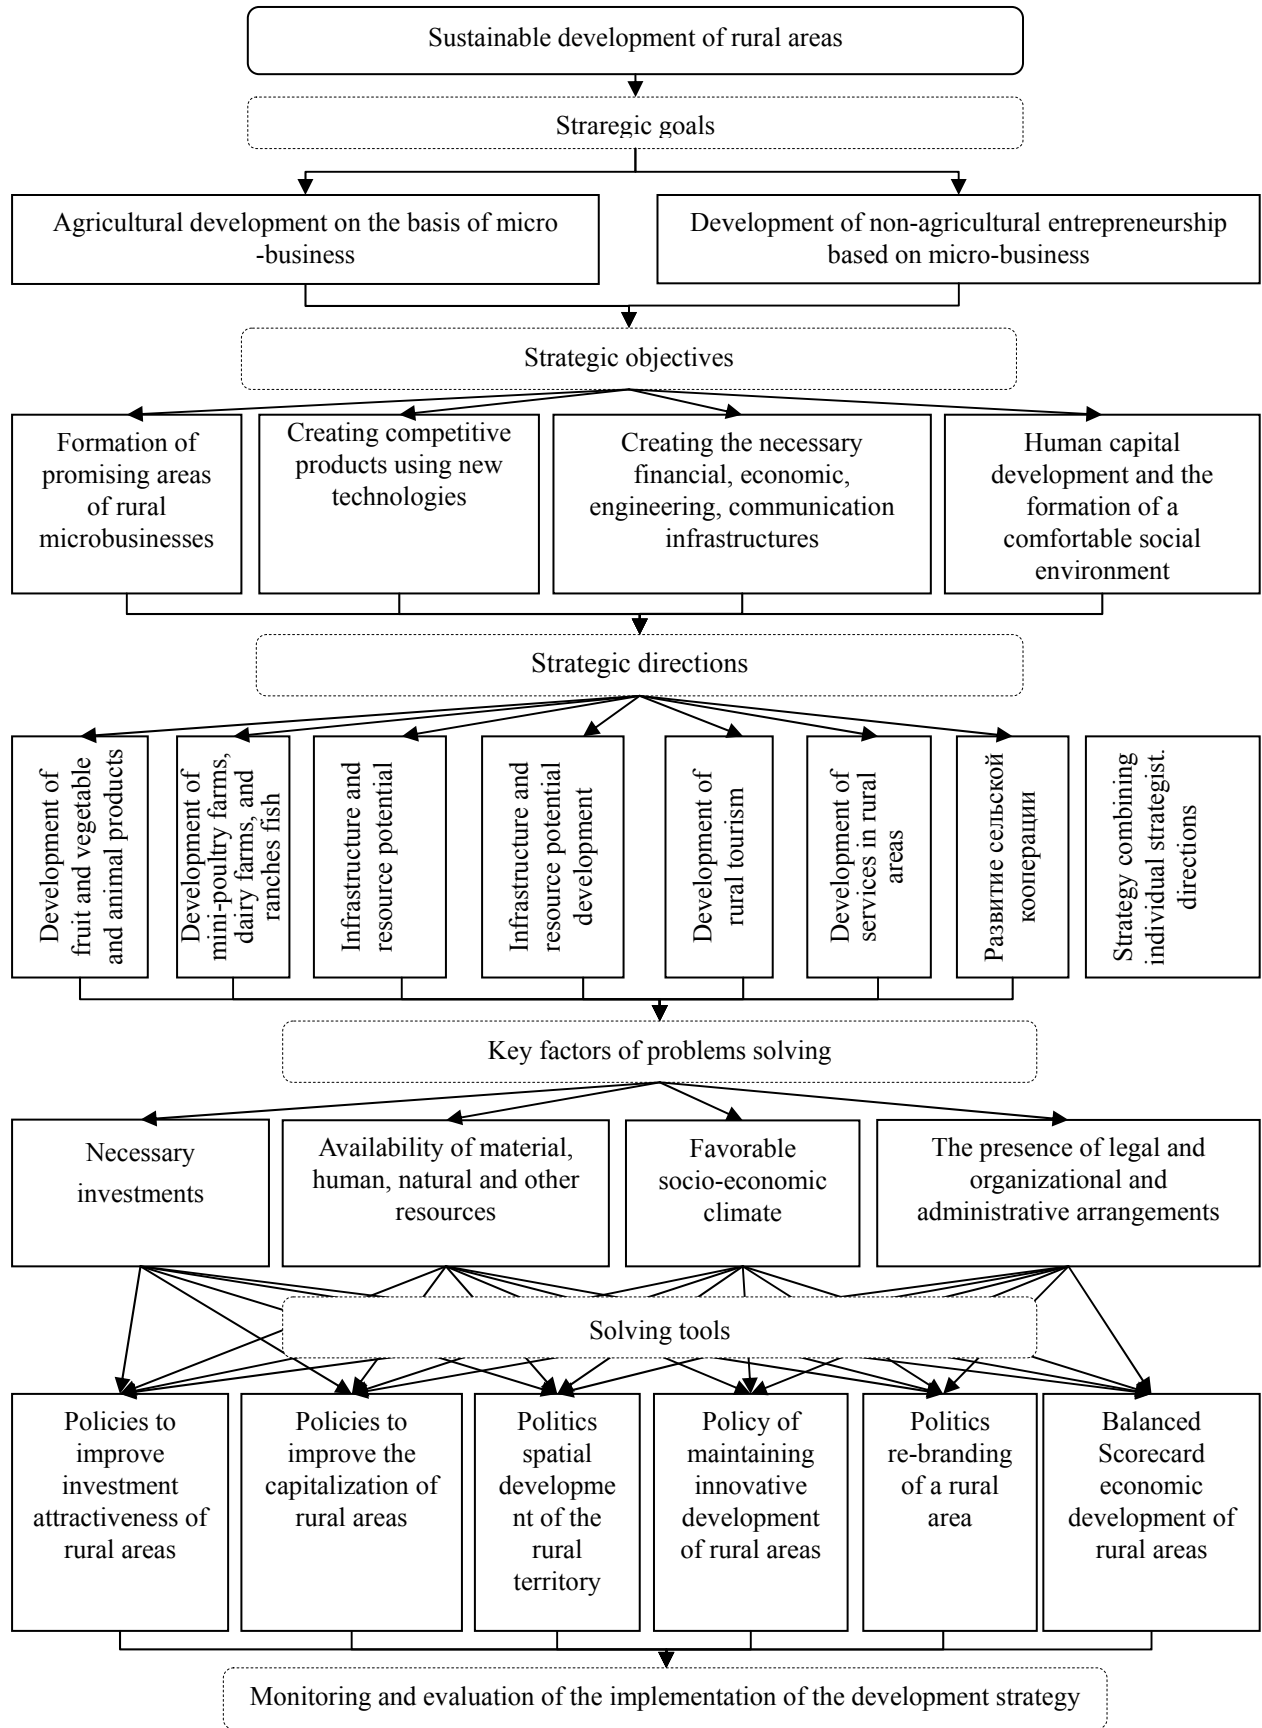 Sustainable development of rural areas
Straregic goals
Agricultural development on the basis of micro
-business
Development of non-agricultural entrepreneurship
based on micro-business
Strategic objectives
Formation of
promising areas
of rural
microbusinesses
Creating competitive
products using new
technologies
Creating the necessary
financial, economic,
engineering, communication
infrastructures
Human capital
development and the
formation of a
comfortable social
environment
Strategic directions
Development of
fruit and vegetable
and animal products
Development of
mini-poultry farms,
dairy farms, and
ranches fish
Infrastructure and
resource potential
Infrastructure and
resource potential
development
Development of
rural tourism
Development of
services in rural
areas
Развитие сельской
кооперации
Strategy combining
individual strategist.
directions
Key factors of problems solving
Necessary
investments
Availability of material,
human, natural and other
resources
Favorable
socio-economic
climate
The presence of legal and
organizational and
administrative arrangements
Solving tools
Policies to
improve
investment
attractiveness of
rural areas
Policies to
improve the
capitalization of
rural areas
Politics
spatial
developme
nt of the
rural
territory
Policy of
maintaining
innovative
development
of rural areas
Politics
re-branding
of a rural
area
Balanced
Scorecard
economic
development of
rural areas
Monitoring and evaluation of the implementation of the development strategy